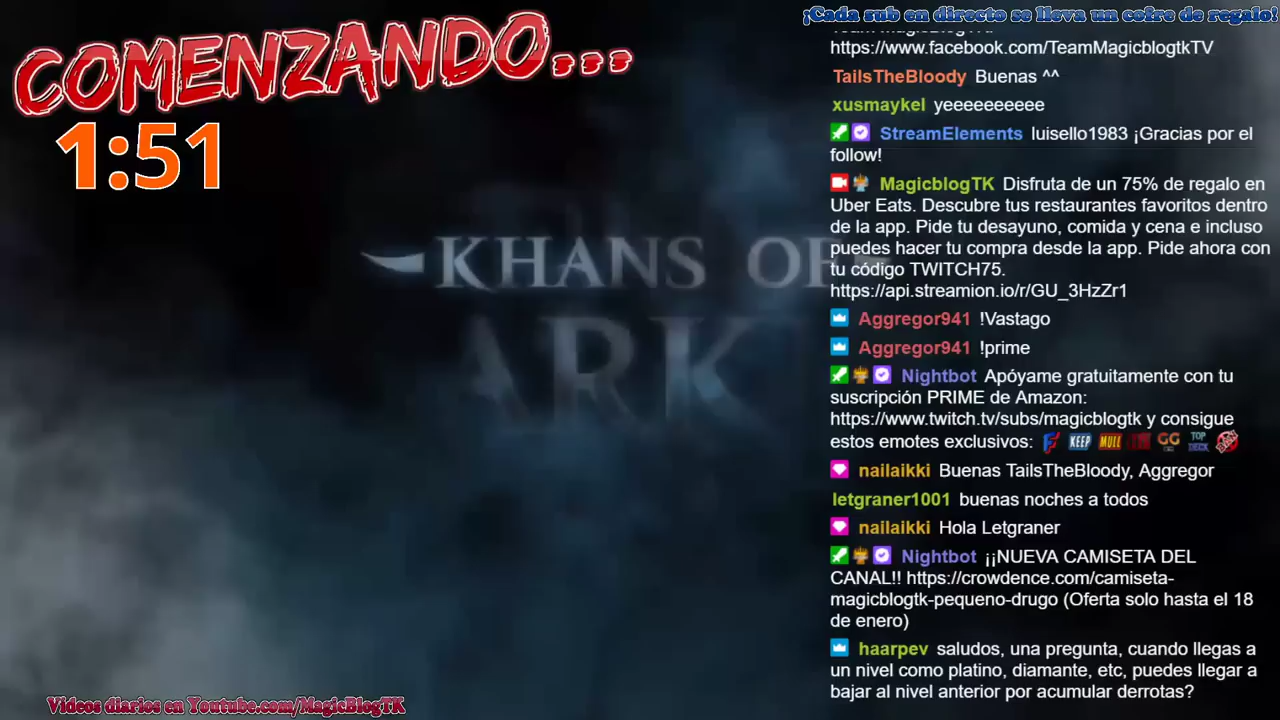 COMENZANDO...
1:51
KHANS OF
ARK
Videos diarios en Youtube.com/MagicBlogTK
¡Cada sub en directo se lleva un cofre de regalo!
https://www.facebook.com/TeamMagicblogtkTV
TailsTheBloody Buenas ^^
xusmaykel yeeeeeeeeee
StreamElements luisello1983 ¡Gracias por el
follow!
MagicblogTK Disfruta de un 75% de regalo en
Uber Eats. Descubre tus restaurantes favoritos dentro
de la app. Pide tu desayuno, comida y cena e incluso
puedes hacer tu compra desde la app. Pide ahora con
tu código TWITCH75.
https://api.streamion.io/r/GU_3HzZr1
Aggregor941 !Vastago
Aggregor941 !prime
Nightbot Apóyame gratuitamente con tu
suscripción PRIME de Amazon:
https://www.twitch.tv/subs/magicblogtk y consigue
estos emotes exclusivos: KEEP MULL GG TOP DECK
nailaikki Buenas TailsTheBloody, Aggregor
letgraner1001 buenas noches a todos
nailaikki Hola Letgraner
Nightbot ¡¡NUEVA CAMISETA DEL
CANAL!! https://crowdence.com/camiseta-
magicblogtk-pequeno-drugo (Oferta solo hasta el 18
de enero)
haarpev saludos, una pregunta, cuando llegas a
un nivel como platino, diamante, etc, puedes llegar a
bajar al nivel anterior por acumular derrotas?